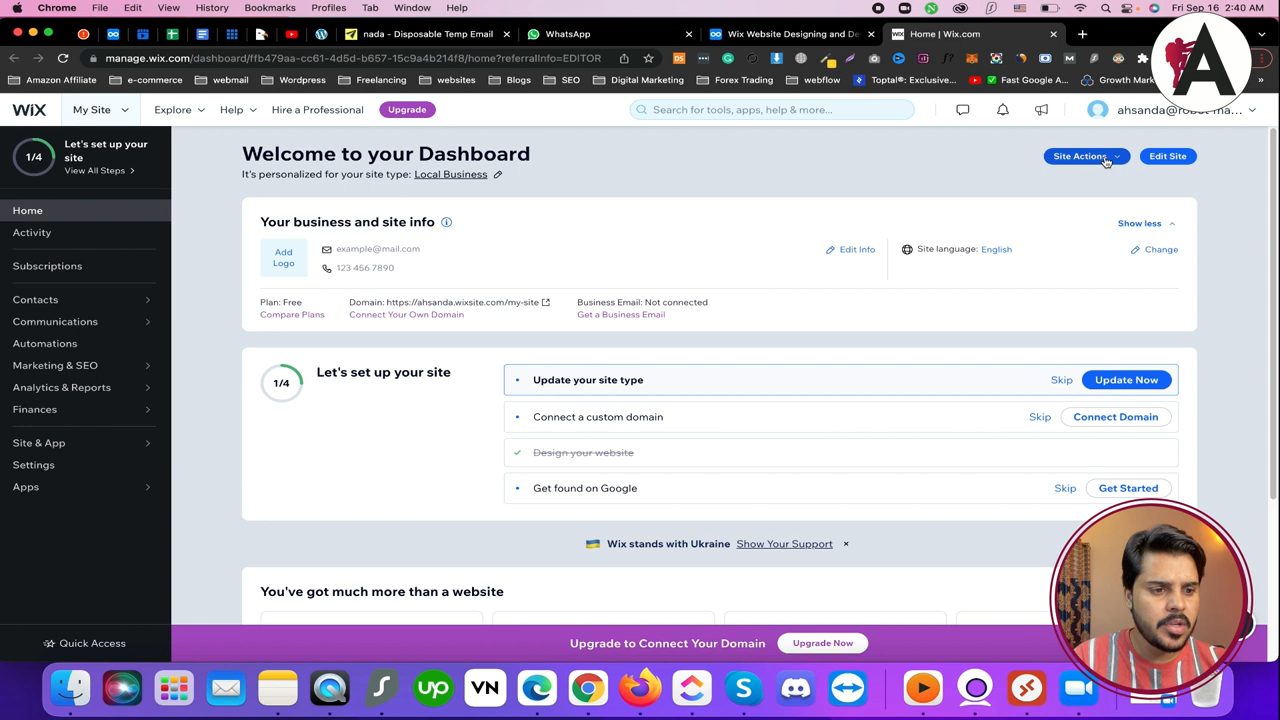 Chrome File Edit View History Bookmarks Profiles Tab Window Help Fri Sep 16 2:40 AM
nada - Disposable Temp Email × WhatsApp × Wix Website Designing and De × WIX Home | Wix.com × +
manage.wix.com/dashboard/ffb479aa-cc61-4d5d-b657-15c9a4b214f8/home?referralInfo=EDITOR
Amazon Affiliate e-commerce webmail Wordpress Freelancing websites Blogs SEO Digital Marketing Forex Trading webflow Toptal®: Exclusive... Fast Google A... Growth Mark
WIX My Site Explore Help Hire a Professional Upgrade Search for tools, apps, help & more... ahsanda@robot-ma...
1/4
Let's set up your
site
View All Steps >
Home
Activity
Subscriptions
Contacts
Communications
Automations
Marketing & SEO
Analytics & Reports
Finances
Site & App
Settings
Apps
Quick Access
Welcome to your Dashboard
Site Actions Edit Site
It's personalized for your site type: Local Business
Your business and site info Show less
Add
Logo
example@mail.com
123 456 7890
Edit Info
Site language: English
Change
Plan: Free Domain: https://ahsanda.wixsite.com/my-site Business Email: Not connected
Compare Plans Connect Your Own Domain Get a Business Email
1/4
Let's set up your site
Update your site type Skip Update Now
Connect a custom domain Skip Connect Domain
Design your website
Get found on Google Skip Get Started
Wix stands with Ukraine Show Your Support ×
You've got much more than a website
Upgrade to Connect Your Domain Upgrade Now
up VN
A